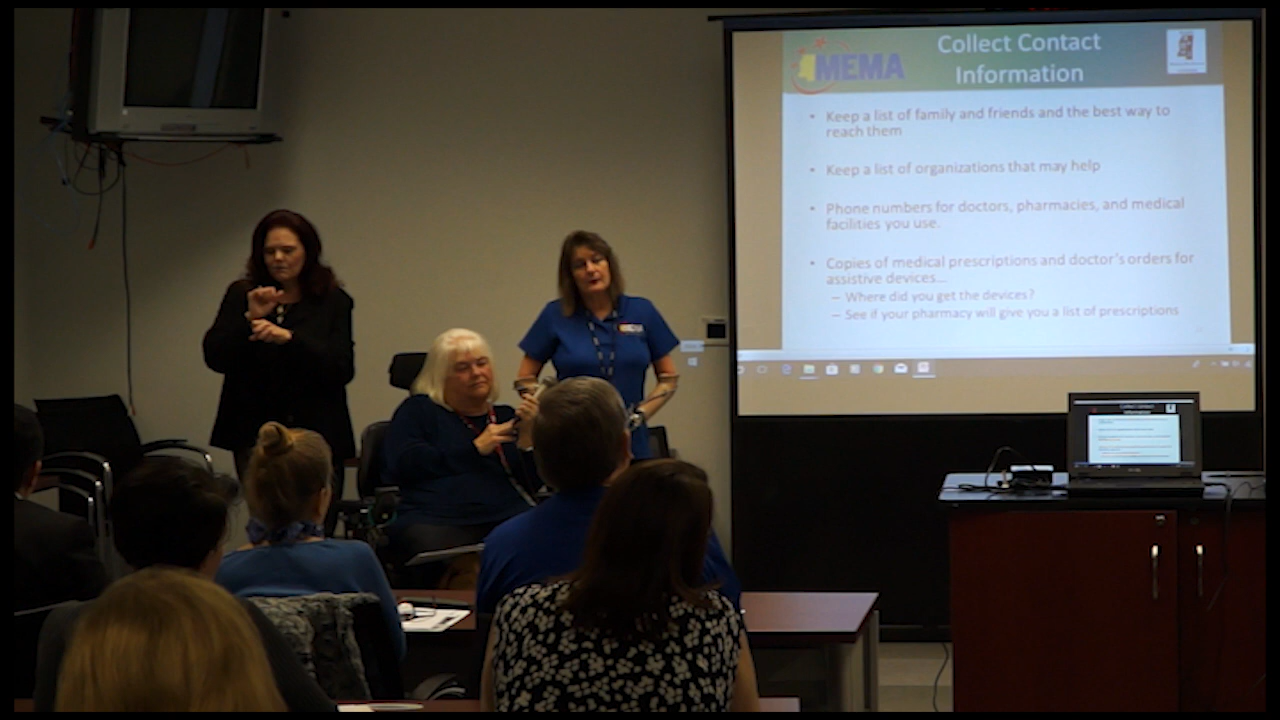 MEMA
Collect Contact
Information
• Keep a list of family and friends and the best way to
reach them
• Keep a list of organizations that may help
• Phone numbers for doctors, pharmacies, and medical
facilities you use.
• Copies of medical prescriptions and doctor's orders for
assistive devices…
– Where did you get the devices?
– See if your pharmacy will give you a list of prescriptions
Collect Contact
Information